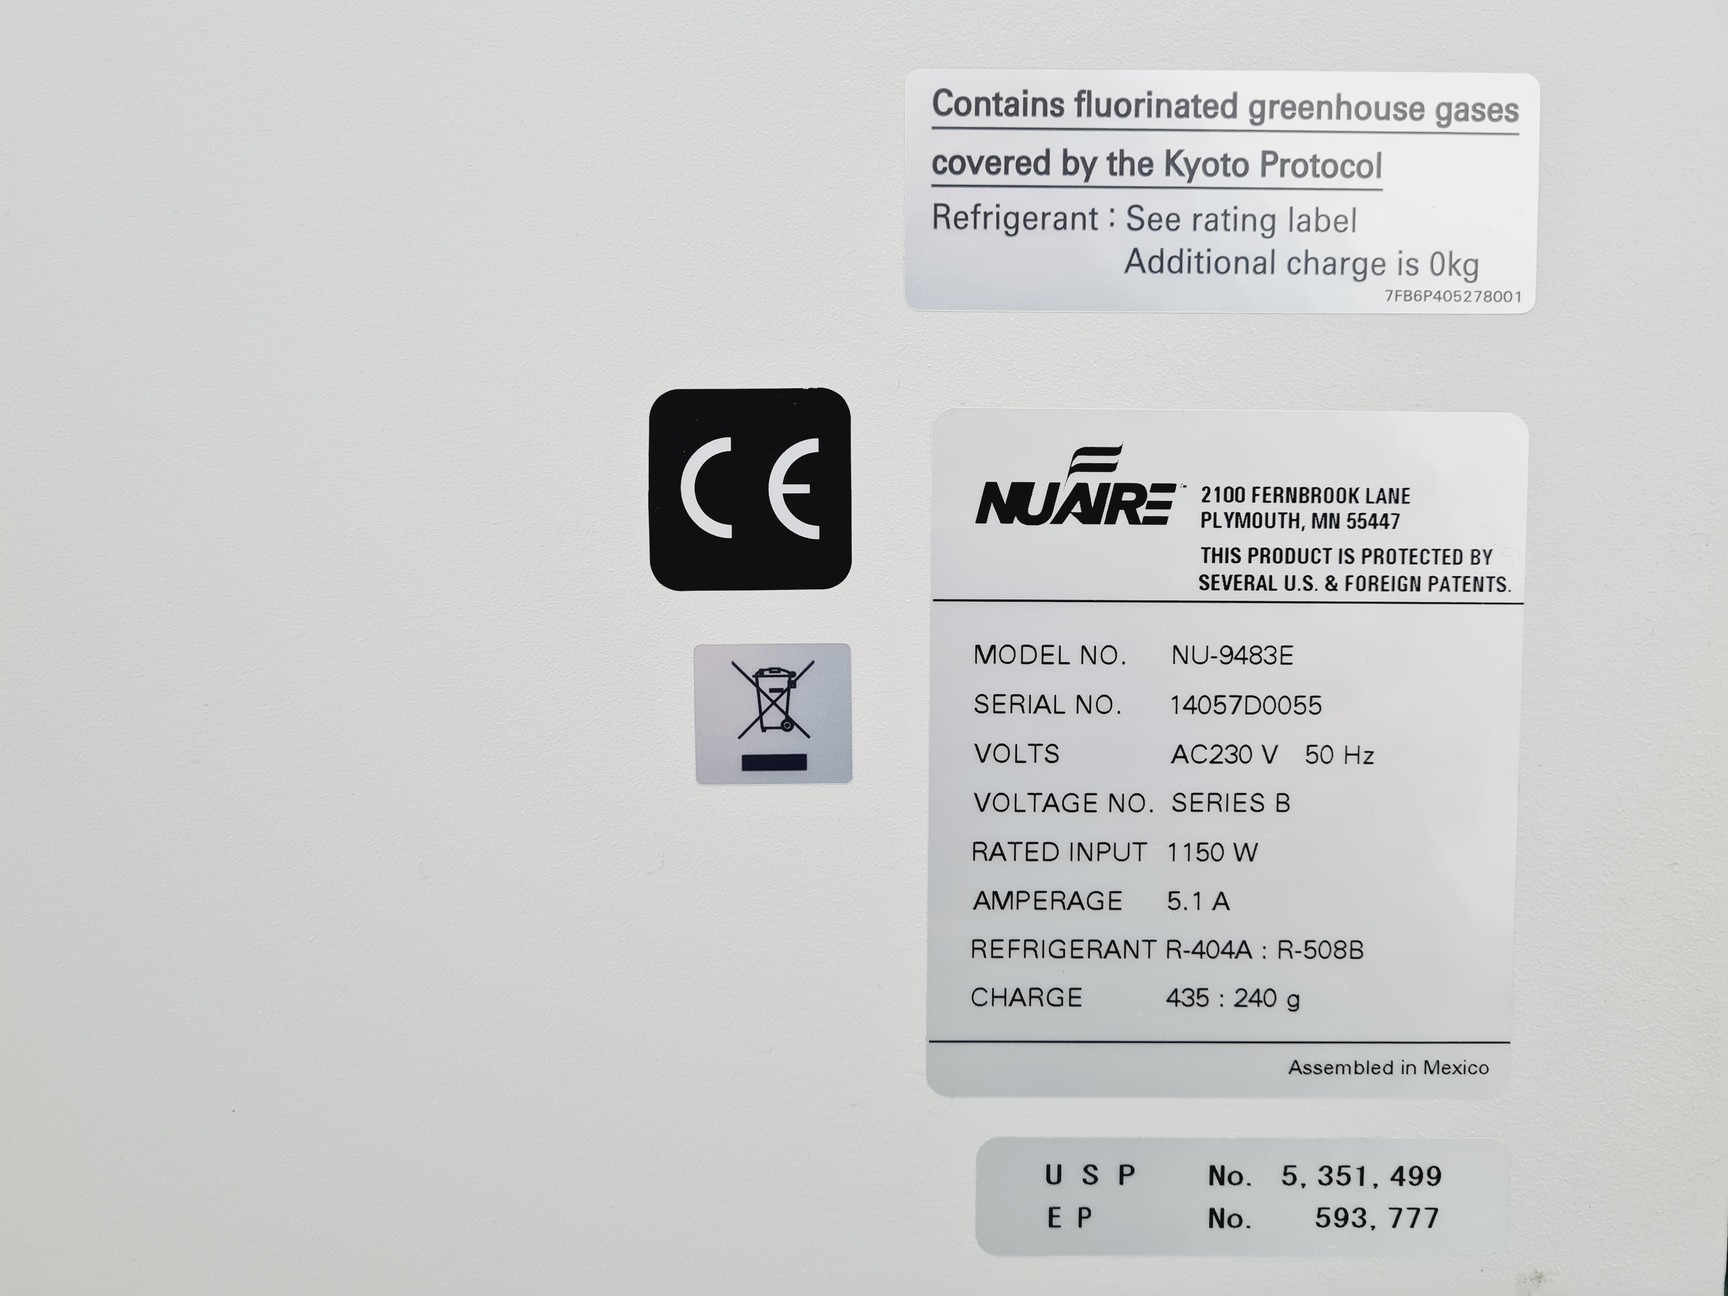 Contains fluorinated greenhouse gases
covered by the Kyoto Protocol
Refrigerant : See rating label
Additional charge is 0kg
7FB6P405278001
CE
NUAIRE
2100 FERNBROOK LANE
PLYMOUTH, MN 55447
THIS PRODUCT IS PROTECTED BY
SEVERAL U.S. & FOREIGN PATENTS.
MODEL NO. NU-9483E
SERIAL NO. 14057D0055
VOLTS AC230 V 50 Hz
VOLTAGE NO. SERIES B
RATED INPUT 1150 W
AMPERAGE 5.1 A
REFRIGERANT R-404A : R-508B
CHARGE 435 : 240 g
Assembled in Mexico
U S P No. 5, 351, 499
E P No. 593, 777